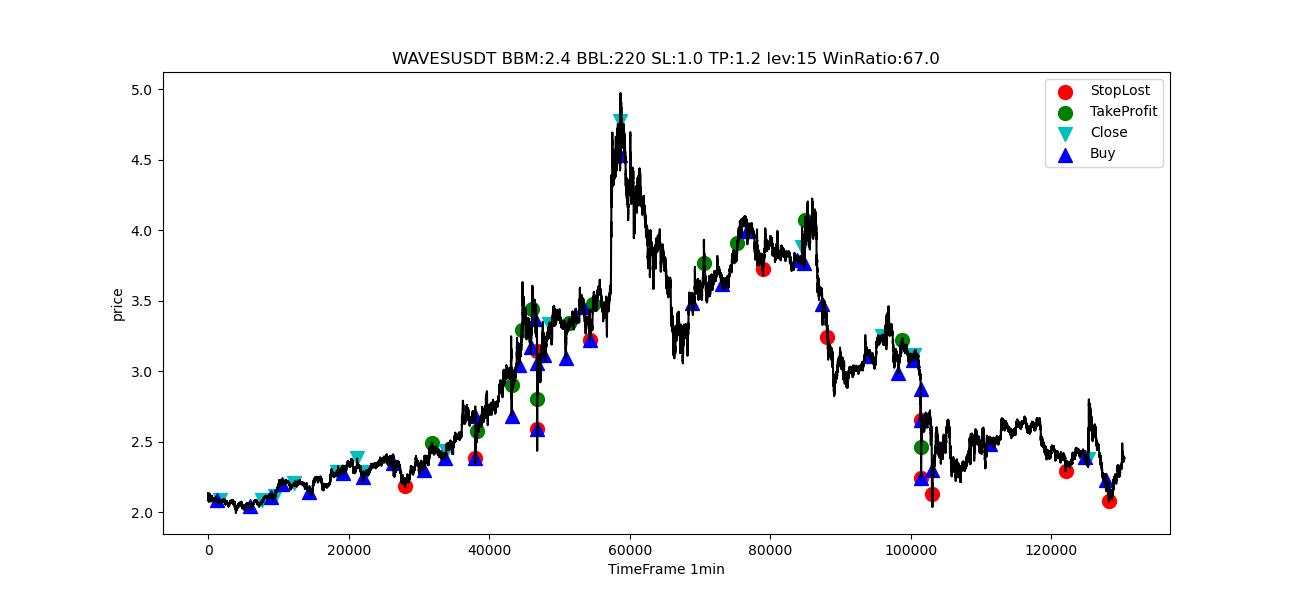 WAVESUSDT BBM:2.4 BBL:220 SL:1.0 TP:1.2 lev:15 WinRatio:67.0
StopLost
TakeProfit
Close
Buy
price
5.0
4.5
4.0
3.5
3.0
2.5
2.0
0
20000
40000
60000
80000
100000
120000
TimeFrame 1min